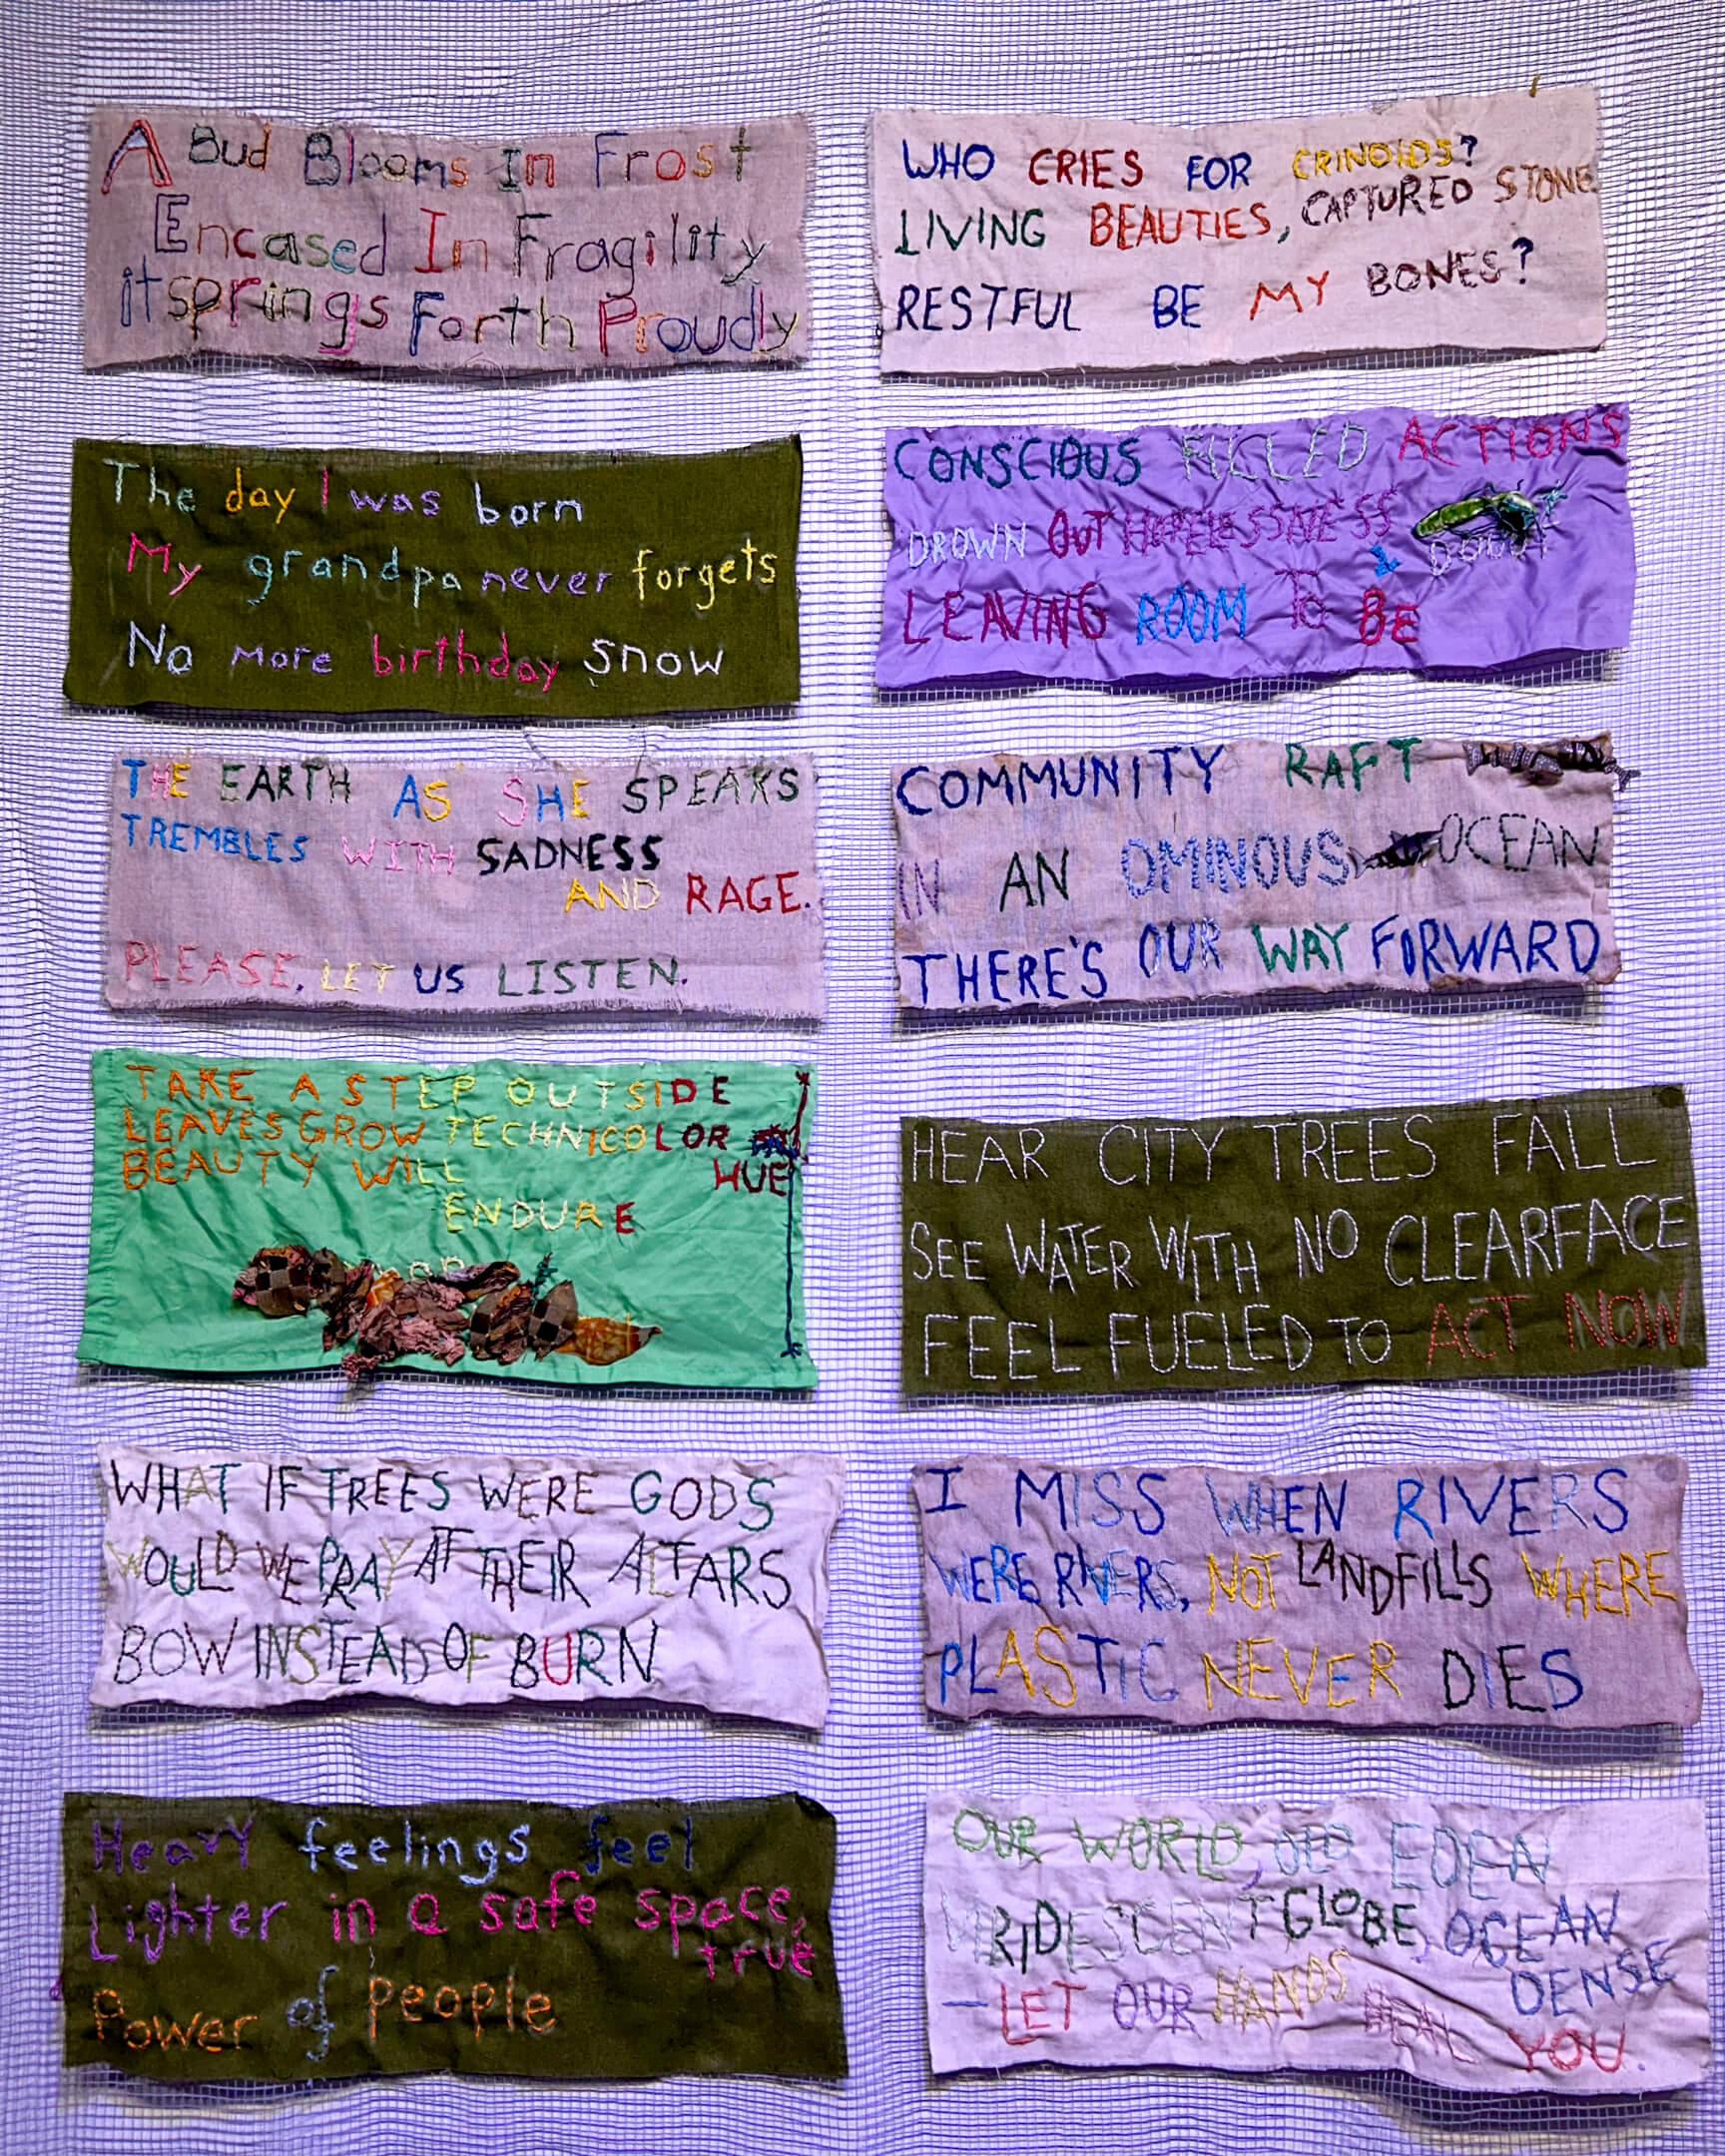 A Bud Blooms In Frost
Encased In Fragility
it springs Forth Proudly
WHO CRIES FOR CRINOIDS?
LIVING BEAUTIES, CAPTURED STONE
RESTFUL BE MY BONES?
The day I was born
My grandpa never forgets
No more birthday snow
CONSCIOUS FILLED ACTIONS
DROWN OUT HOPELESSNESS & DOUBT
LEAVING ROOM TO BE
THE EARTH AS SHE SPEAKS
TREMBLES WITH SADNESS
AND RAGE.
PLEASE, LET US LISTEN.
COMMUNITY RAFT
IN AN OMINOUS OCEAN
THERE'S OUR WAY FORWARD
TAKE A STEP OUTSIDE
LEAVES GROW TECHNICOLOR
HUE
BEAUTY WILL
ENDURE
HEAR CITY TREES FALL
SEE WATER WITH NO CLEARFACE
FEEL FUELED TO ACT NOW
WHAT IF TREES WERE GODS
WOULD WE PRAY AT THEIR ALTARS
BOW INSTEAD OF BURN
I MISS WHEN RIVERS
WERE RIVERS, NOT LANDFILLS WHERE
PLASTIC NEVER DIES
Heavy feelings feel
Lighter in a safe space,
true
Power of people
OUR WORLD, OLD EDEN
IRIDESCENT GLOBE, OCEAN
DENSE
— LET OUR HANDS HEAL YOU.